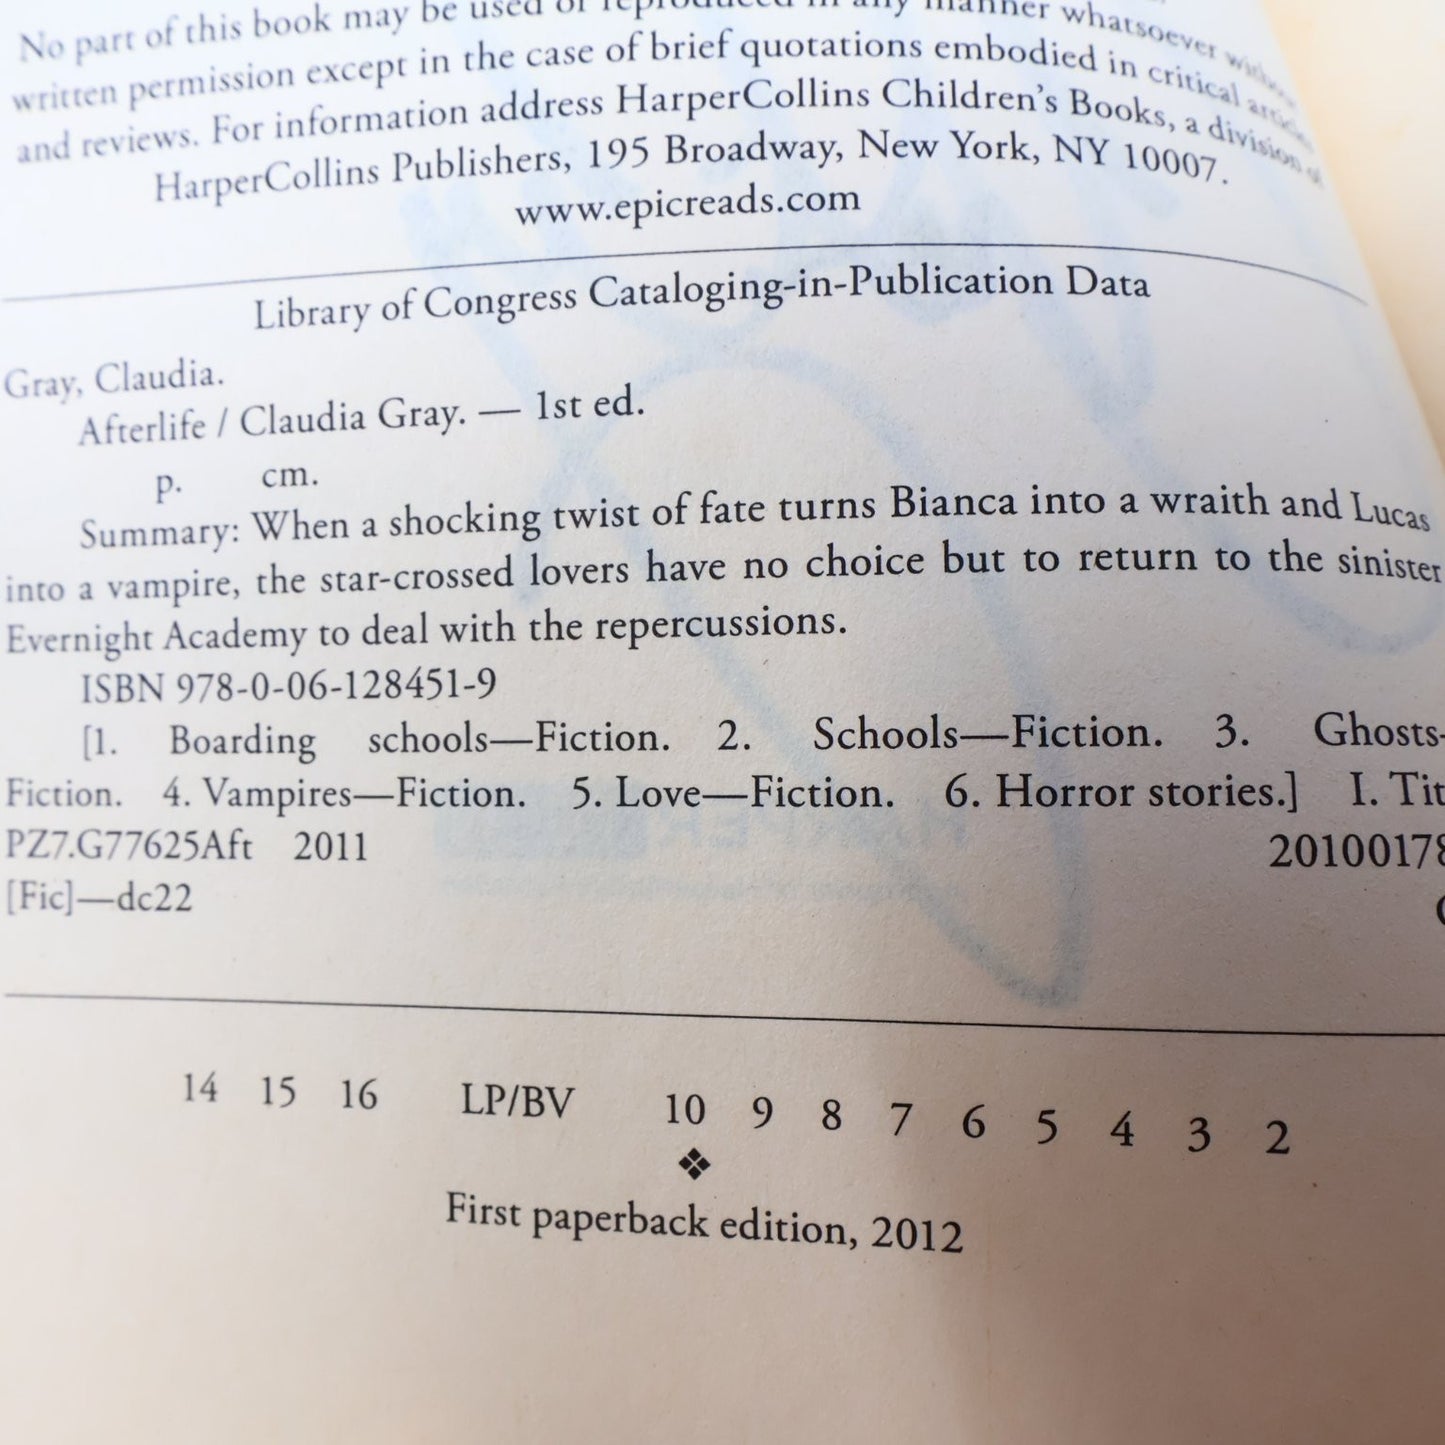 No part of this book may be used or reproduced in any manner whatsoever without
written permission except in the case of brief quotations embodied in critical articles
and reviews. For information address HarperCollins Children's Books, a division of
HarperCollins Publishers, 195 Broadway, New York, NY 10007.
www.epicreads.com
Library of Congress Cataloging-in-Publication Data
Gray, Claudia.
Afterlife / Claudia Gray. — 1st ed.
p. cm.
Summary: When a shocking twist of fate turns Bianca into a wraith and Lucas
into a vampire, the star-crossed lovers have no choice but to return to the sinister
Evernight Academy to deal with the repercussions.
ISBN 978-0-06-128451-9
[1. Boarding schools—Fiction. 2. Schools—Fiction. 3. Ghosts-
Fiction. 4. Vampires—Fiction. 5. Love—Fiction. 6. Horror stories.] I. Tit
PZ7.G77625Aft 2011 20100178
[Fic]—dc22
14 15 16 LP/BV 10 9 8 7 6 5 4 3 2
❖
First paperback edition, 2012